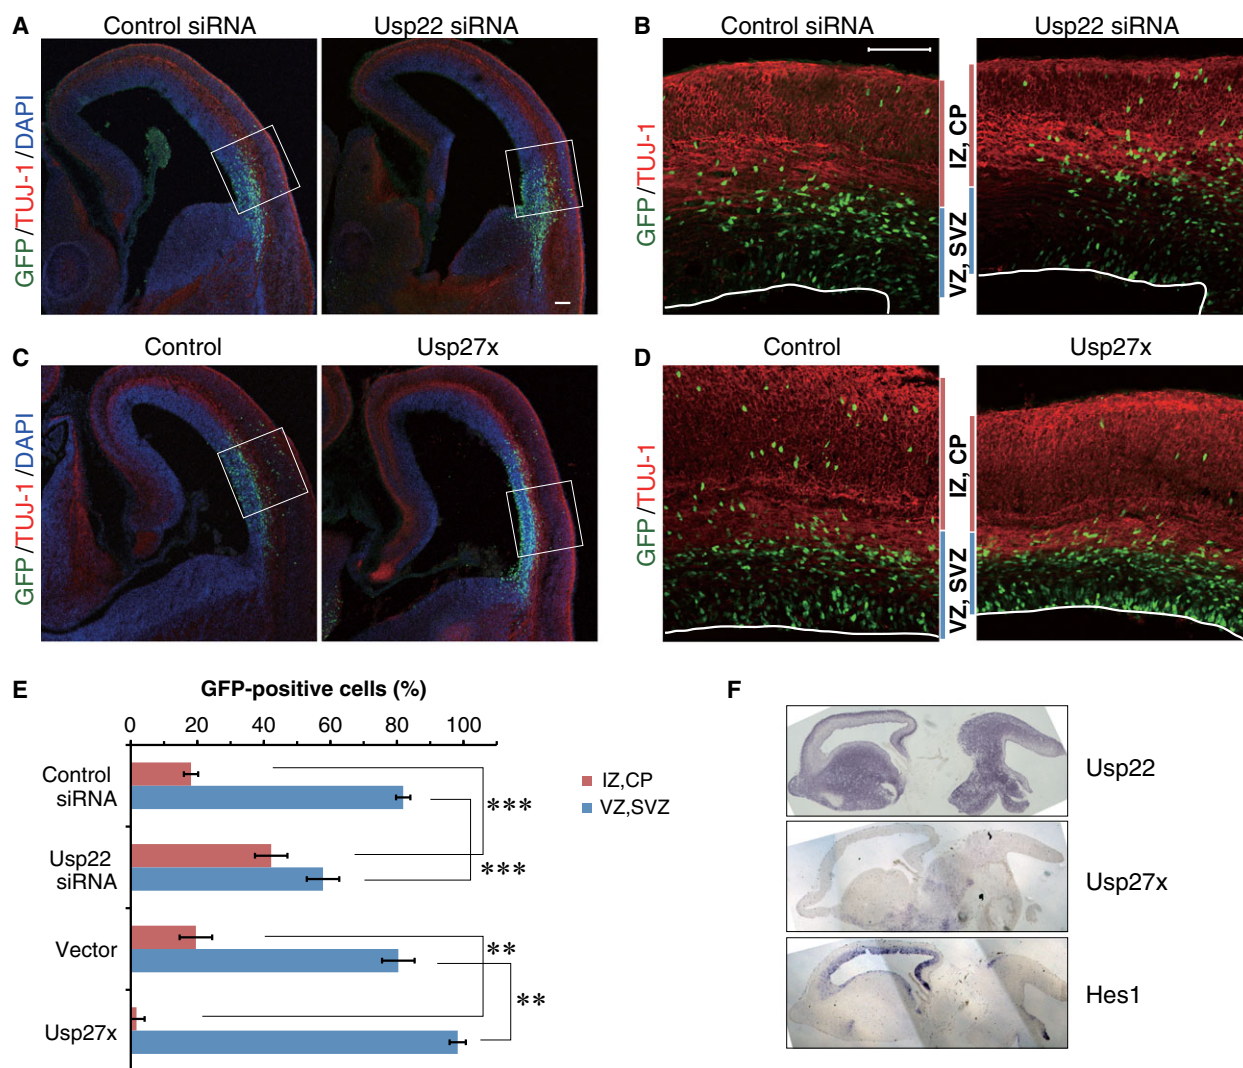 A
Control siRNA
Usp22 siRNA
GFP/TUJ-1/DAPI
B
Control siRNA
Usp22 siRNA
GFP/TUJ-1
IZ, CP
VZ, SVZ
C
Control
Usp27x
GFP/TUJ-1/DAPI
D
Control
Usp27x
GFP/TUJ-1
IZ, CP
VZ, SVZ
E
GFP-positive cells (%)
0 20 40 60 80 100
Control
siRNA
Usp22
siRNA
Vector
Usp27x
***
***
**
**
IZ,CP
VZ,SVZ
F
Usp22
Usp27x
Hes1